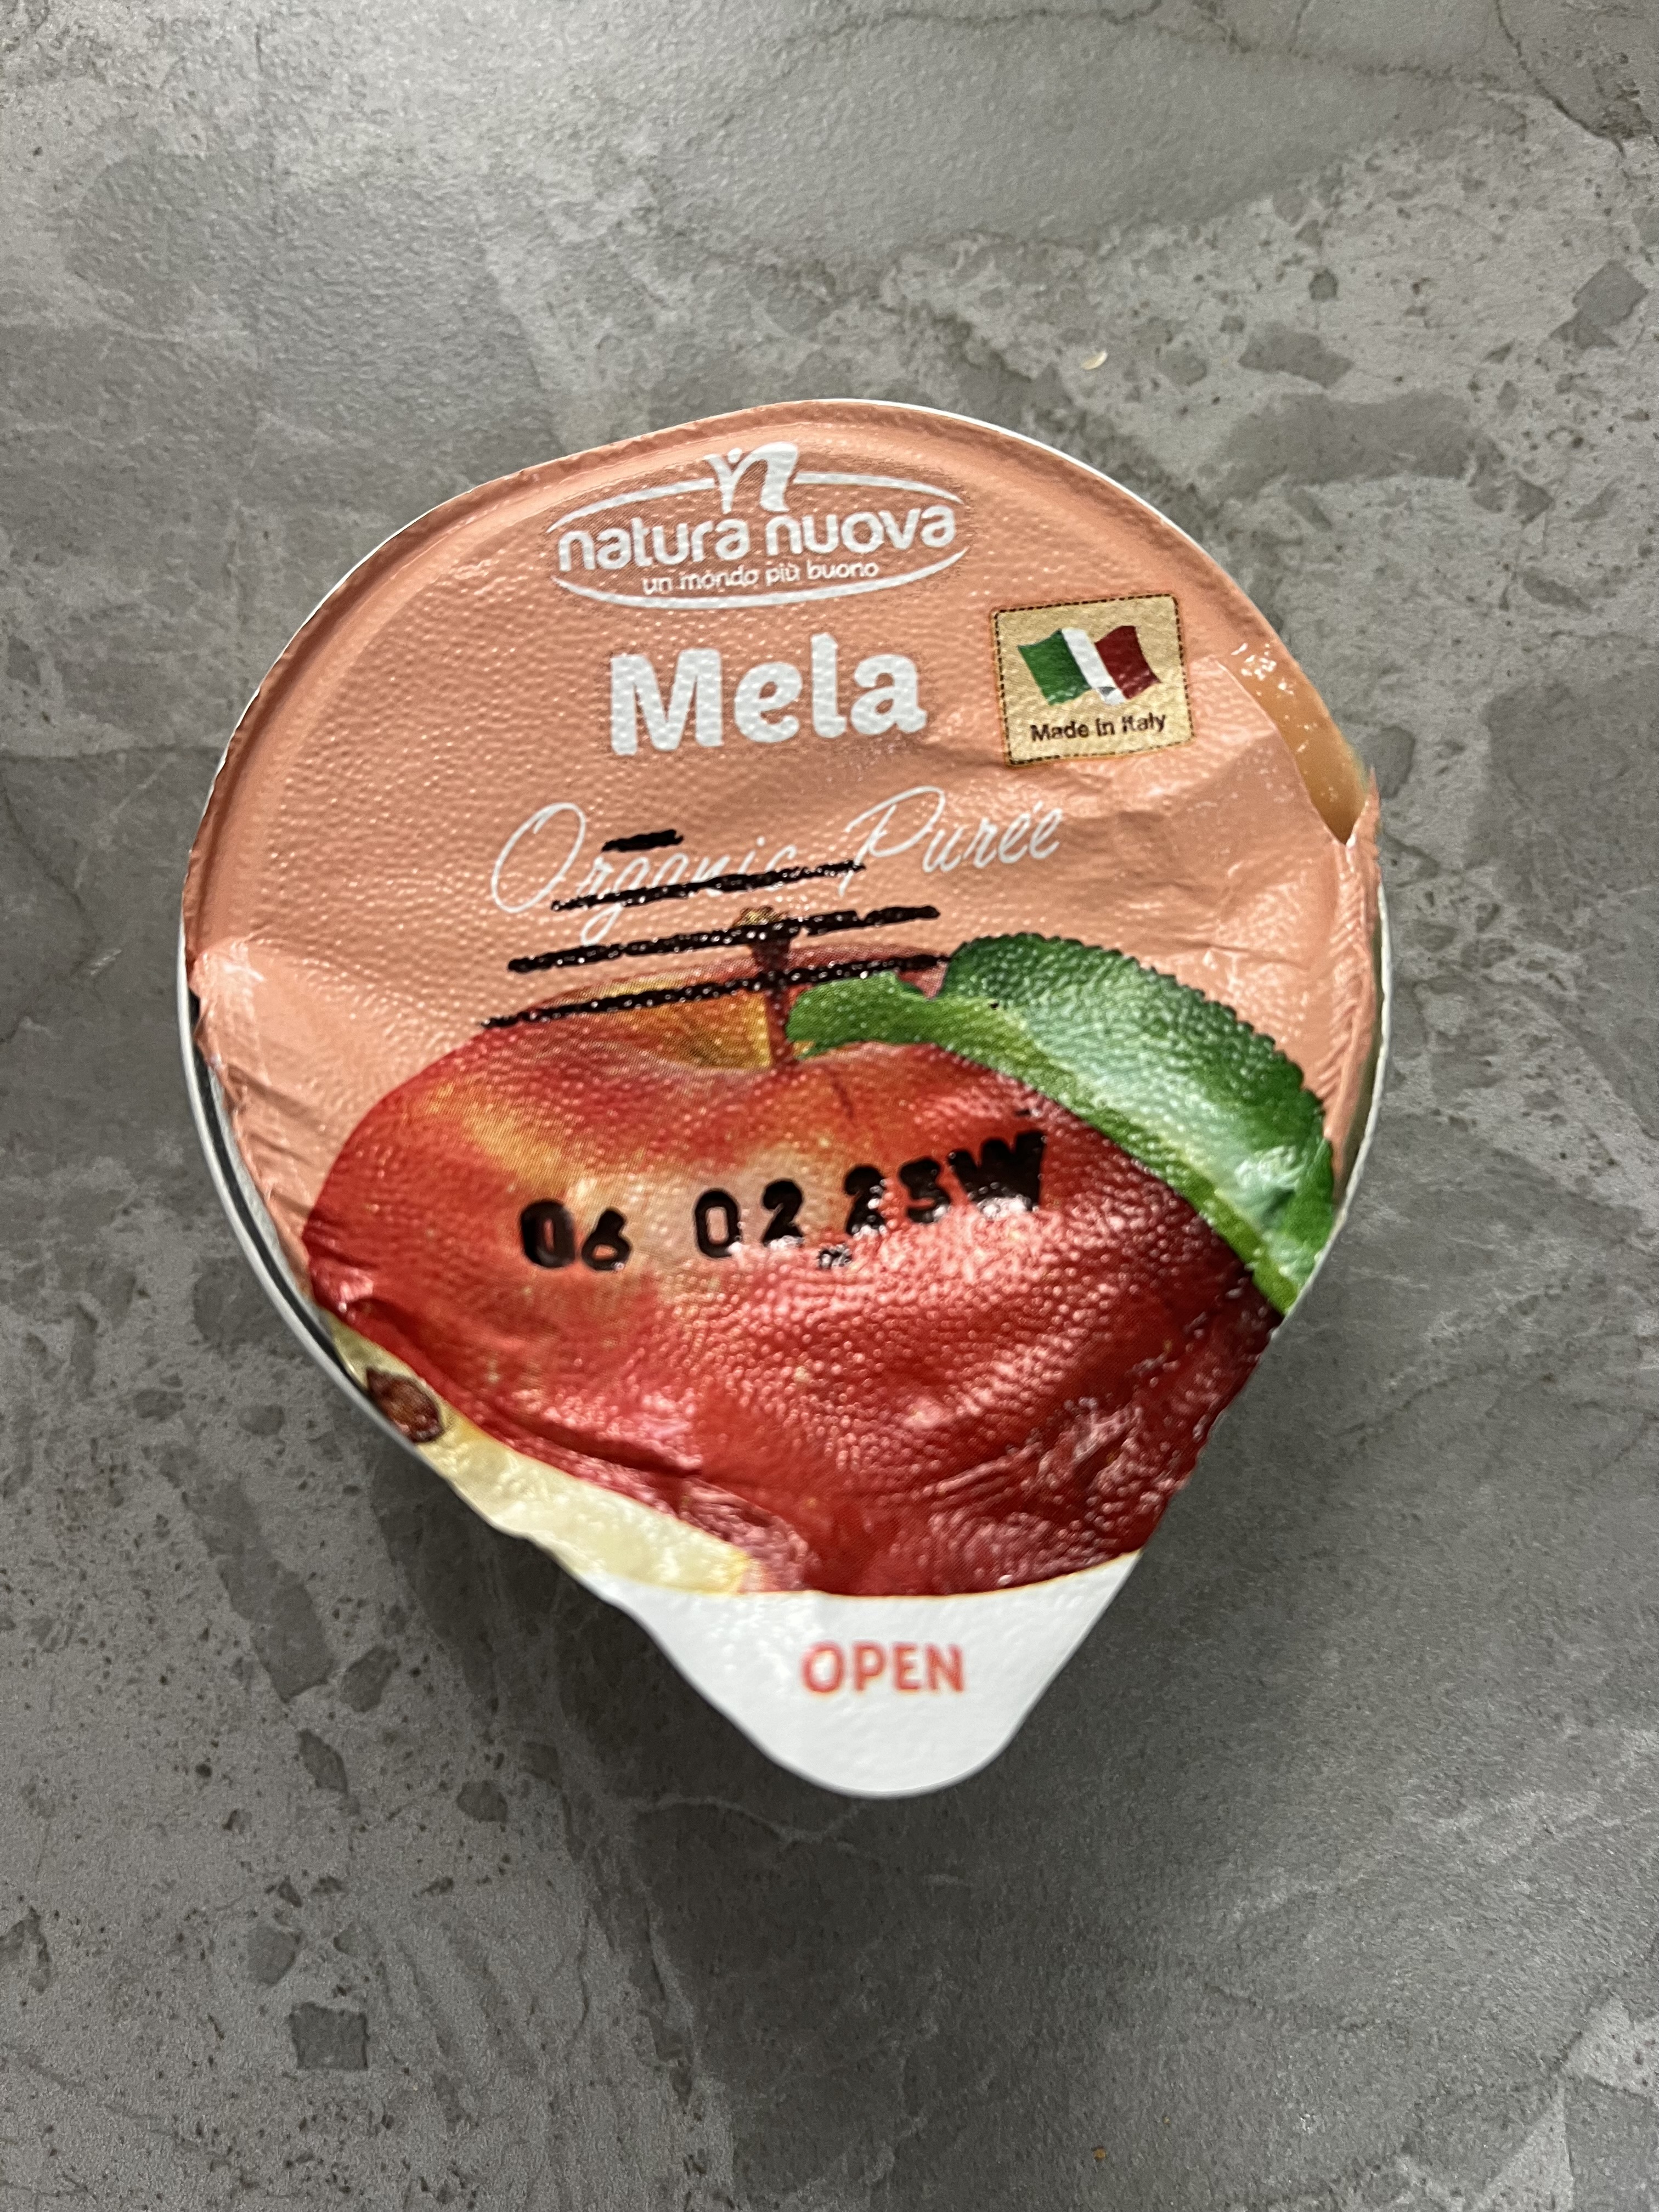 natura nuova
un mondo più buono
Mela
Made in Italy
Organic Purée
06 02 25W
OPEN